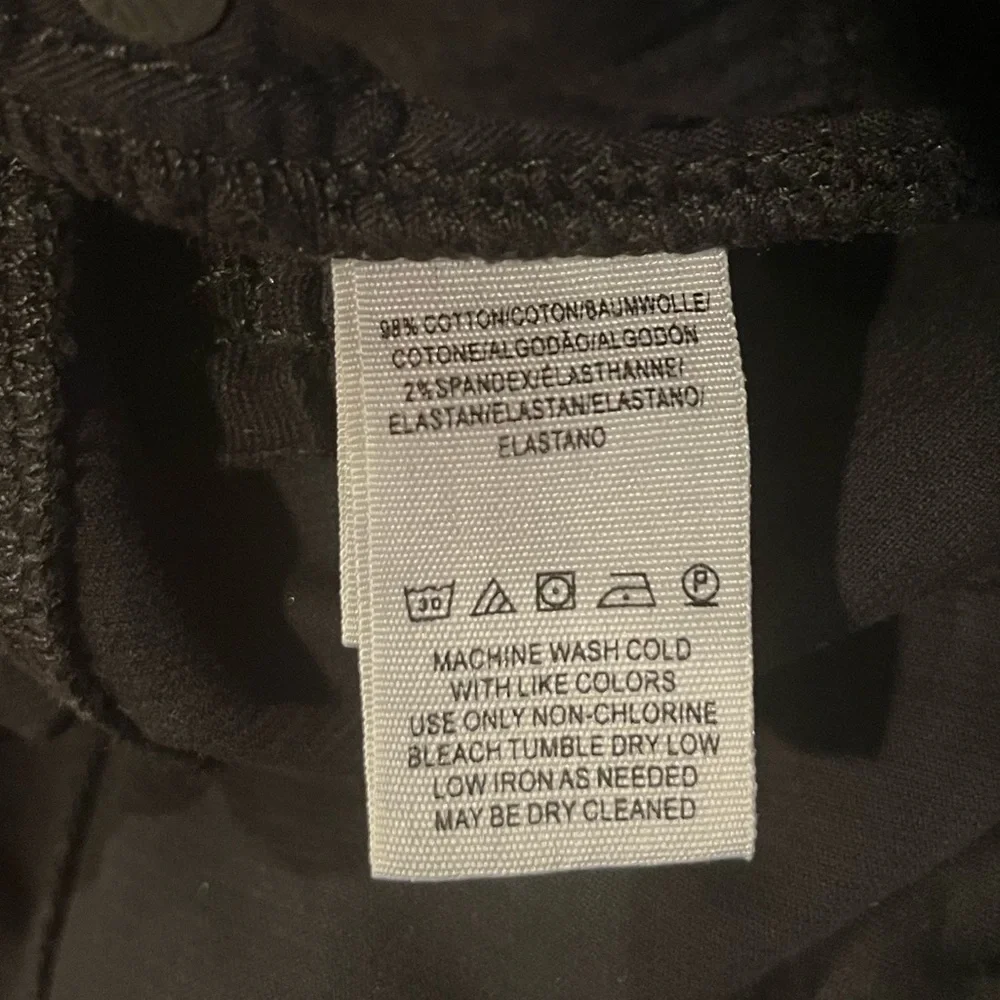 98% COTTON/COTON/BAUMWOLLE/
COTONE/ALGODÃO/ALGODÓN
2% SPANDEX/ÉLASTHANNE/
ELASTAN/ELASTAN/ELASTANO/
ELASTANO
30 P
MACHINE WASH COLD
WITH LIKE COLORS
USE ONLY NON-CHLORINE
BLEACH TUMBLE DRY LOW
LOW IRON AS NEEDED
MAY BE DRY CLEANED